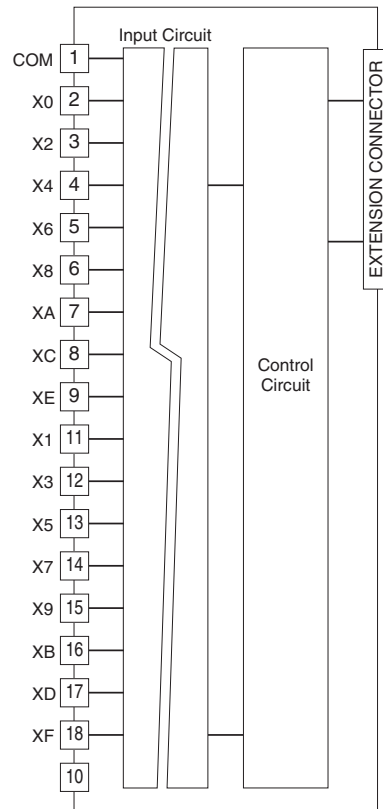 Input Circuit
COM 1
X0 2
X2 3
X4 4
X6 5
X8 6
XA 7
XC 8
XE 9
X1 11
X3 12
X5 13
X7 14
X9 15
XB 16
XD 17
XF 18
10
Control
Circuit
EXTENSION CONNECTOR